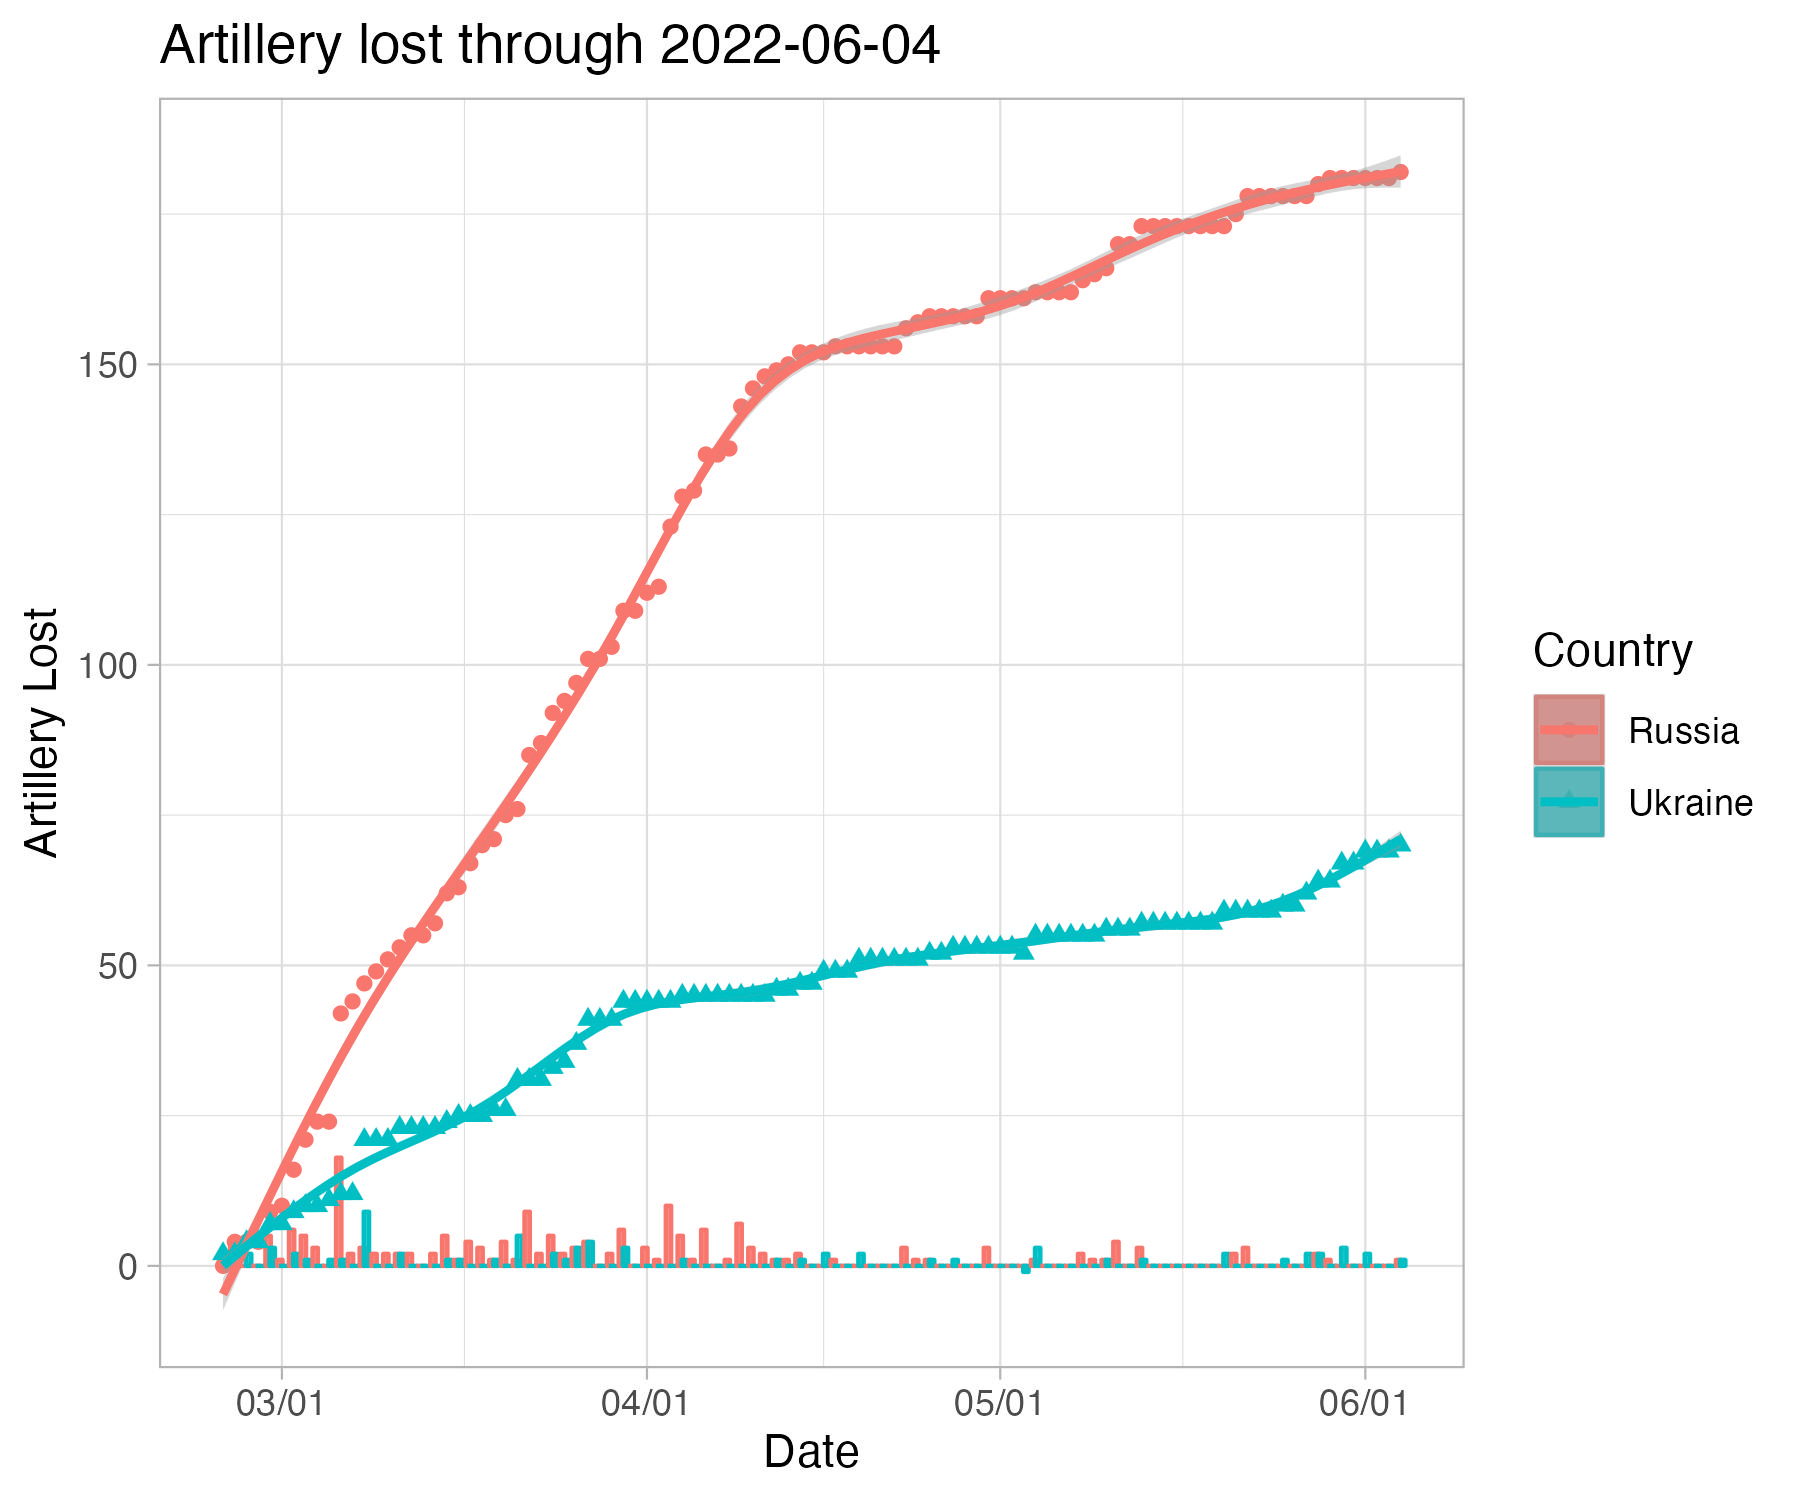 Artillery lost through 2022-06-04
Artillery Lost
150
100
50
0
03/01 04/01 05/01 06/01
Date
Country
Russia
Ukraine